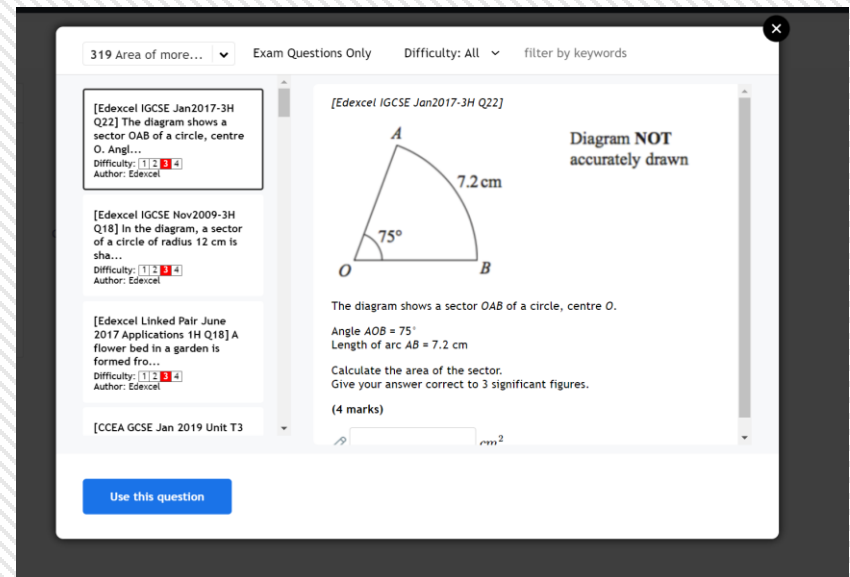 319 Area of more...
Exam Questions Only
Difficulty: All
filter by keywords
[Edexcel IGSCE Jan2017-3H
Q22] The diagram shows a
sector OAB of a circle, centre
O. Angl...
Difficulty: 1 2 3 4
Author: Edexcel
[Edexcel IGCSE Nov2009-3H
Q18] In the diagram, a sector
of a circle of radius 12 cm is
sha...
Difficulty: 1 2 3 4
Author: Edexcel
[Edexcel Linked Pair June
2017 Applications 1H Q18] A
flower bed in a garden is
formed fro...
Difficulty: 1 2 3 4
Author: Edexcel
[CCEA GCSE Jan 2019 Unit T3
[Edexcel IGCSE Jan2017-3H Q22]
A
7.2 cm
75°
O
B
Diagram NOT
accurately drawn
The diagram shows a sector OAB of a circle, centre O.
Angle AOB = 75°
Length of arc AB = 7.2 cm
Calculate the area of the sector.
Give your answer correct to 3 significant figures.
(4 marks)
cm²
Use this question